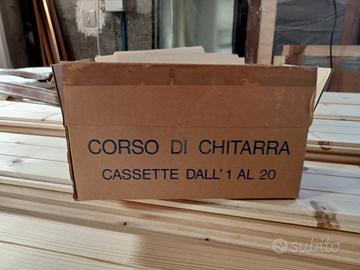 CORSO DI CHITARRA
CASSETTE DALL'1 AL 20
subito